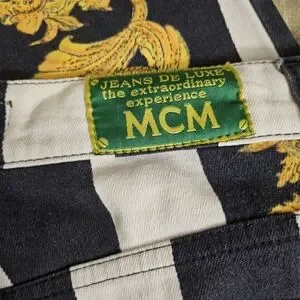 JEANS DE LUXE
the extraordinary
experience
MCM